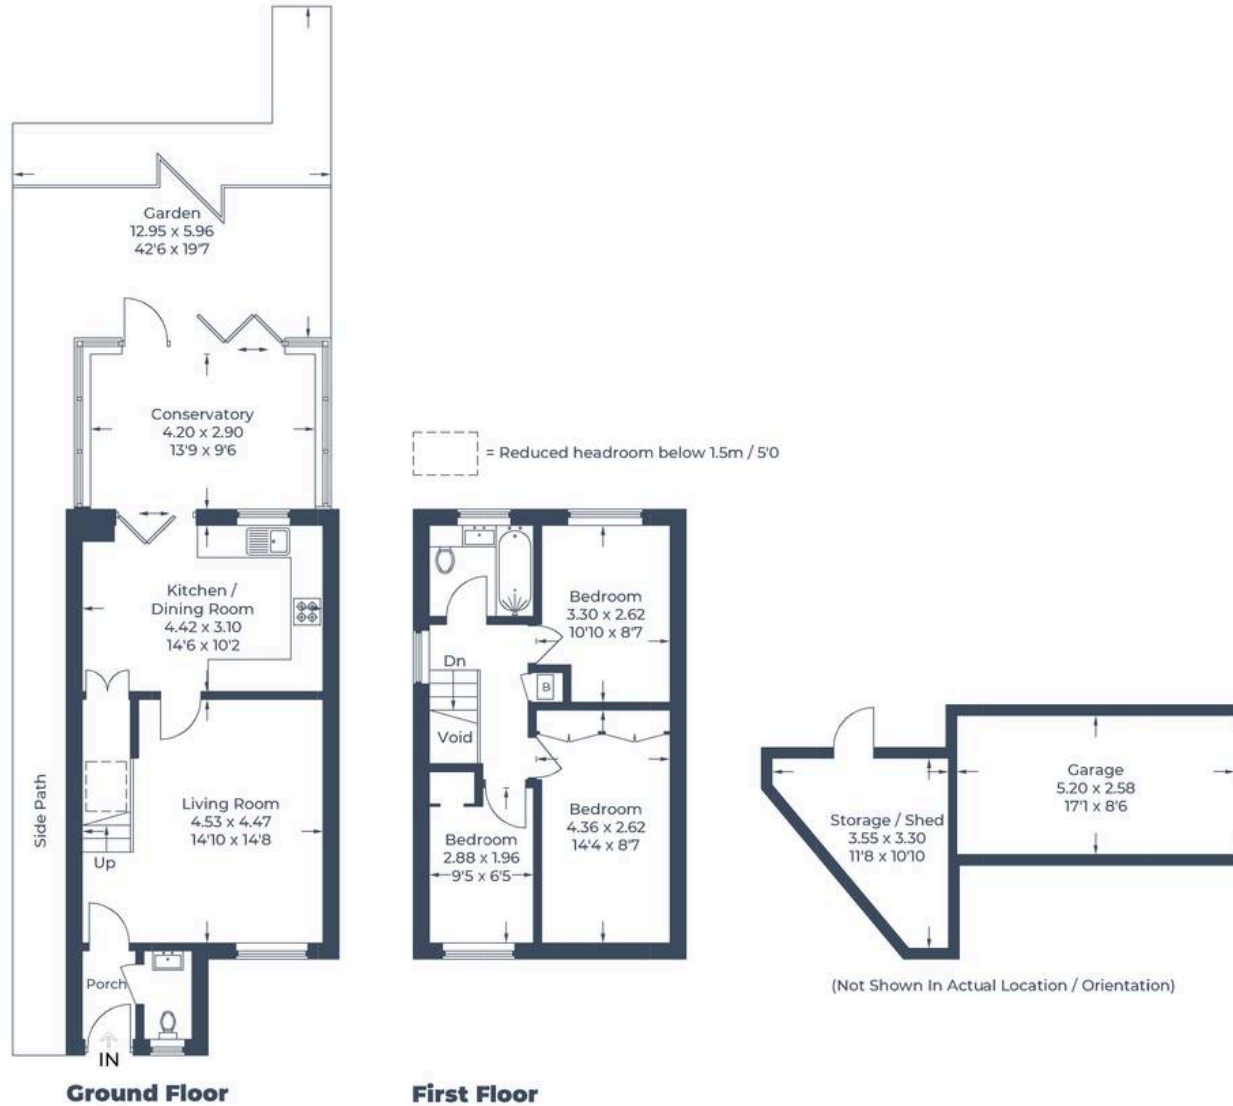 Garden
12.95 x 5.96
42'6 x 19'7
Conservatory
4.20 x 2.90
13'9 x 9'6
Kitchen /
Dining Room
4.42 x 3.10
14'6 x 10'2
Living Room
4.53 x 4.47
14'10 x 14'8
Up
Side Path
Porch
IN
Ground Floor
= Reduced headroom below 1.5m / 5'0
Bedroom
3.30 x 2.62
10'10 x 8'7
Dn
B
Void
Bedroom
4.36 x 2.62
14'4 x 8'7
Bedroom
2.88 x 1.96
9'5 x 6'5
First Floor
Storage / Shed
3.55 x 3.30
11'8 x 10'10
Garage
5.20 x 2.58
17'1 x 8'6
(Not Shown In Actual Location / Orientation)